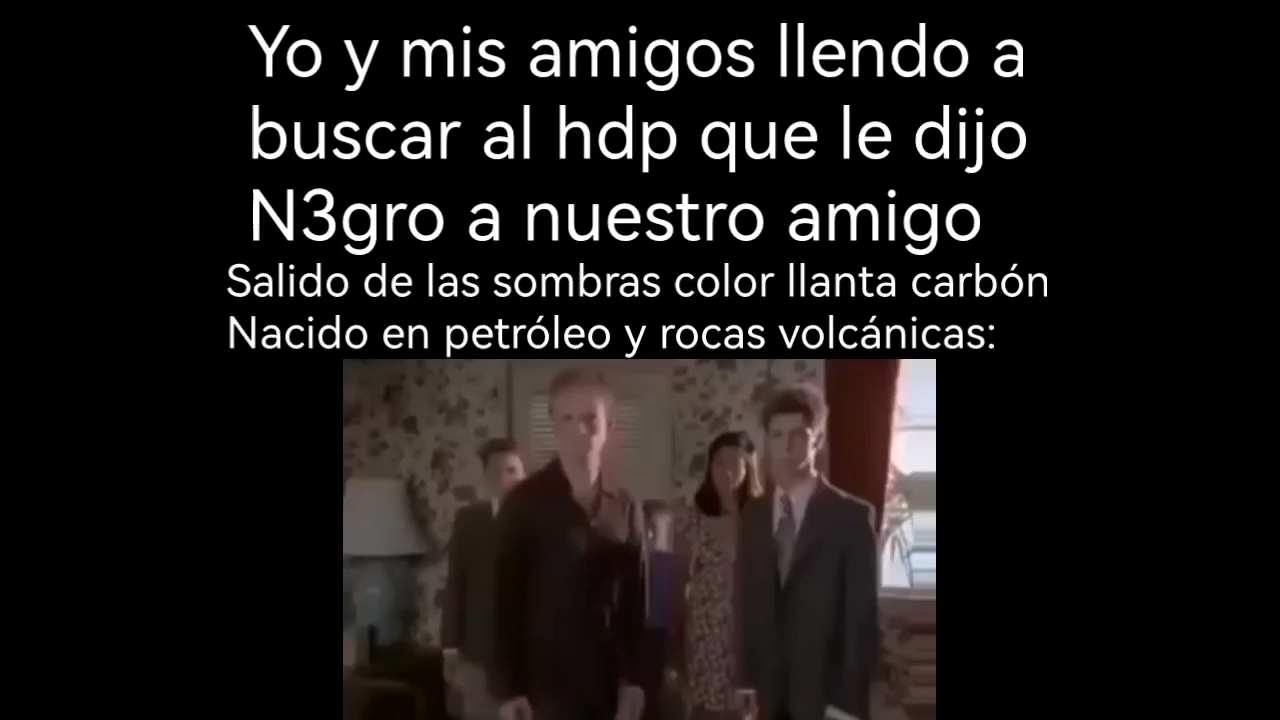 Yo y mis amigos llendo a
buscar al hdp que le dijo
N3gro a nuestro amigo
Salido de las sombras color llanta carbón
Nacido en petróleo y rocas volcánicas: